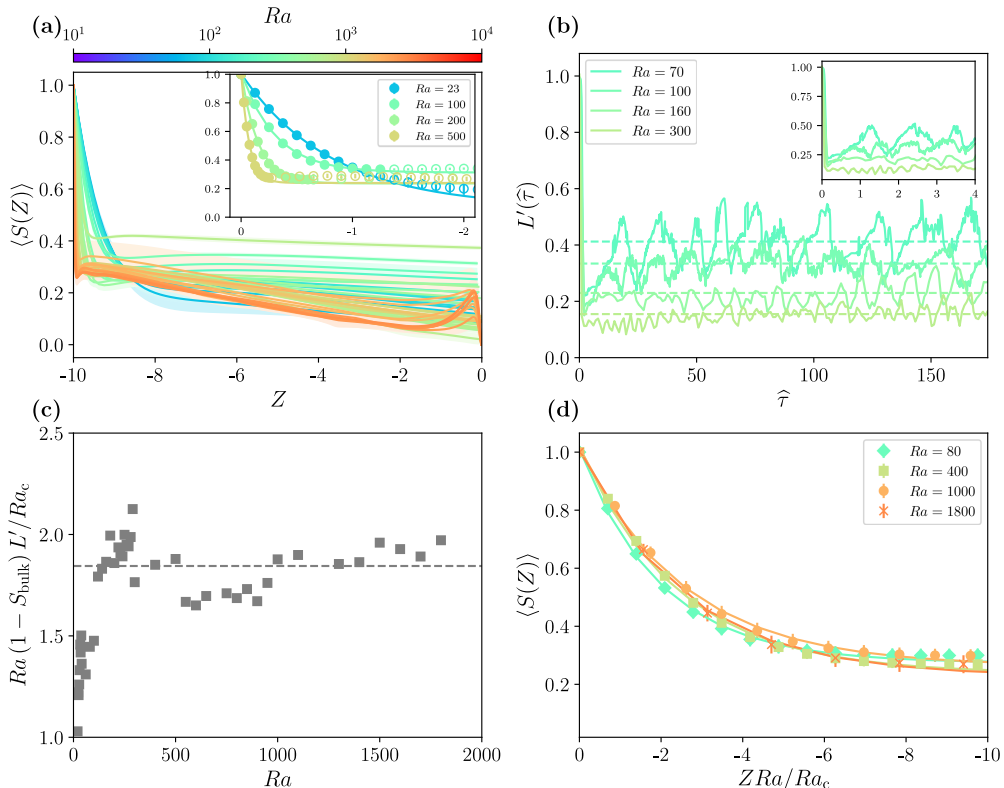 (a)
Ra
10^1 10^2 10^3 10^4
⟨S(Z)⟩
1.0
0.8
0.6
0.4
0.2
0.0
-10 -8 -6 -4 -2 0
Z
1.0
0.8
0.6
0.4
0.2
0.0
0 -1 -2
Ra = 23
Ra = 100
Ra = 200
Ra = 500
(b)
L′(τ̂)
1.0
0.8
0.6
0.4
0.2
0.0
0 50 100 150
τ̂
Ra = 70
Ra = 100
Ra = 160
Ra = 300
1.00
0.75
0.50
0.25
0 1 2 3 4
(c)
Ra (1 − S_bulk) L′/Ra_c
2.5
2.0
1.5
1.0
0 500 1000 1500 2000
Ra
(d)
⟨S(Z)⟩
1.0
0.8
0.6
0.4
0.2
0 -2 -4 -6 -8 -10
Z Ra/Ra_c
Ra = 80
Ra = 400
Ra = 1000
Ra = 1800